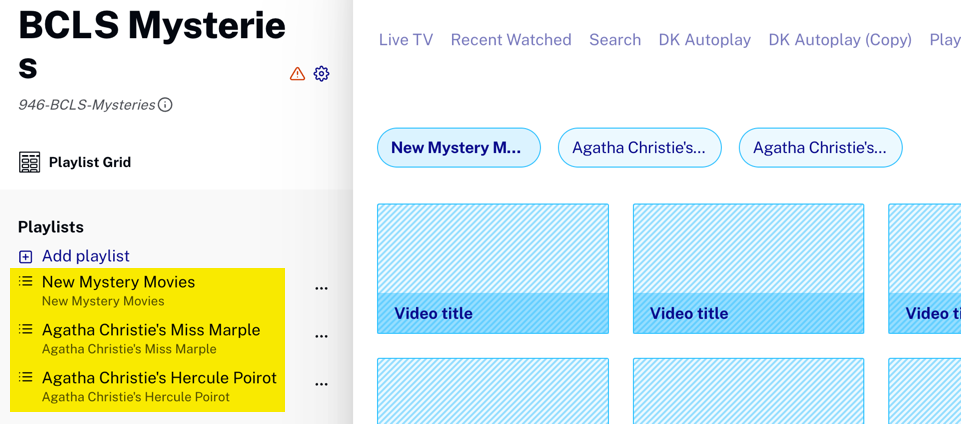 BCLS Mysterie
s
946-BCLS-Mysteries
Playlist Grid
Playlists
Add playlist
New Mystery Movies
New Mystery Movies
Agatha Christie's Miss Marple
Agatha Christie's Miss Marple
Agatha Christie's Hercule Poirot
Agatha Christie's Hercule Poirot
Live TV Recent Watched Search DK Autoplay DK Autoplay (Copy) Play
New Mystery M... Agatha Christie's... Agatha Christie's...
Video title Video title Video ti